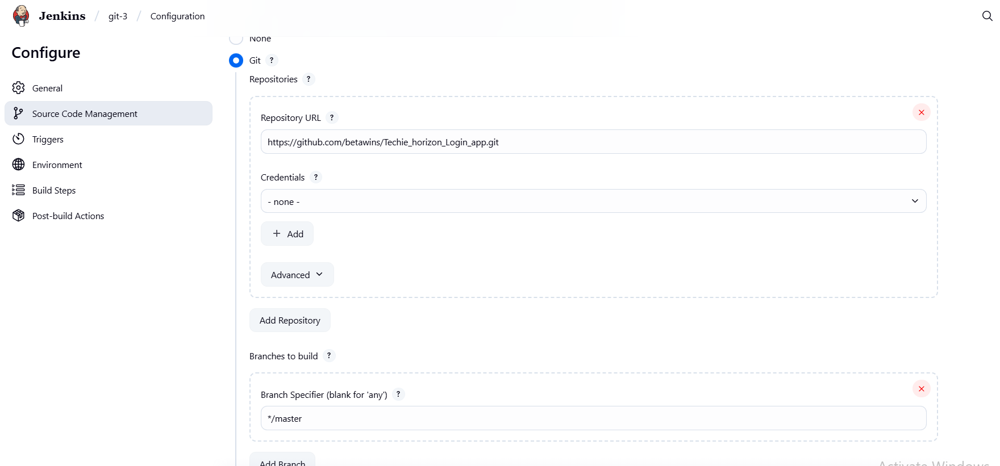 Jenkins / git-3 / Configuration
None
Configure
Git ?
Repositories ?
General
Source Code Management
Repository URL ?
Triggers
https://github.com/betawins/Techie_horizon_Login_app.git
Environment
Credentials ?
Build Steps
- none -
Post-build Actions
+ Add
Advanced
Add Repository
Branches to build ?
Branch Specifier (blank for 'any') ?
*/master
Add Branch
Activate Windows